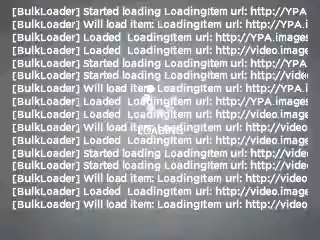 [BulkLoader] Started loading LoadingItem url: http://YPA
[BulkLoader] Will load item: LoadingItem url: http://YPA.i
[BulkLoader] Loaded LoadingItem url: http://YPA.images
[BulkLoader] Loaded LoadingItem url: http://video.image
[BulkLoader] Started loading LoadingItem url: http://YPA
[BulkLoader] Started loading LoadingItem url: http://vide
[BulkLoader] Will load item: LoadingItem url: http://YPA.i
[BulkLoader] Loaded LoadingItem url: http://YPA.images
[BulkLoader] Loaded LoadingItem url: http://video.image
[BulkLoader] Will load item: LoadingItem url: http://video
LOADING
[BulkLoader] Loaded LoadingItem url: http://video.image
[BulkLoader] Started loading LoadingItem url: http://vide
[BulkLoader] Started loading LoadingItem url: http://vide
[BulkLoader] Will load item: LoadingItem url: http://video
[BulkLoader] Loaded LoadingItem url: http://video.image
[BulkLoader] Will load item: LoadingItem url: http://video